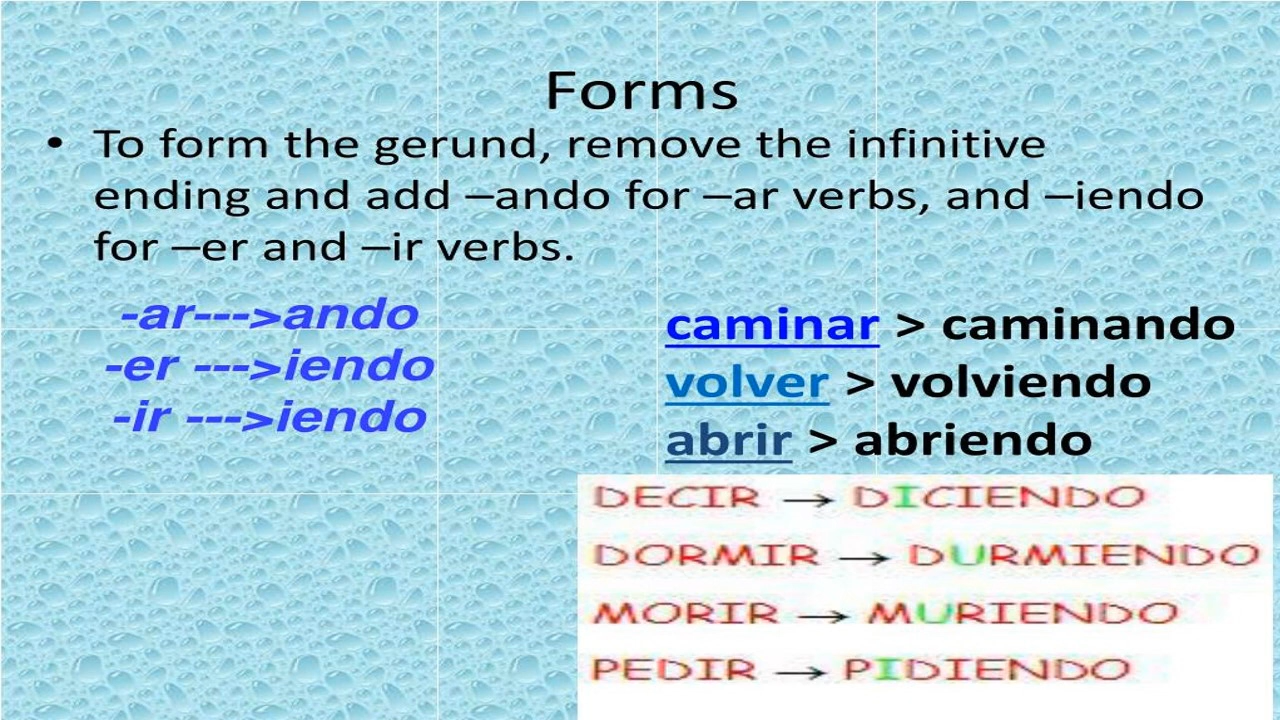 Forms
• To form the gerund, remove the infinitive
ending and add –ando for –ar verbs, and –iendo
for –er and –ir verbs.
-ar--->ando
-er --->iendo
-ir --->iendo
caminar > caminando
volver > volviendo
abrir > abriendo
DECIR → DICIENDO
DORMIR → DURMIENDO
MORIR → MURIENDO
PEDIR → PIDIENDO